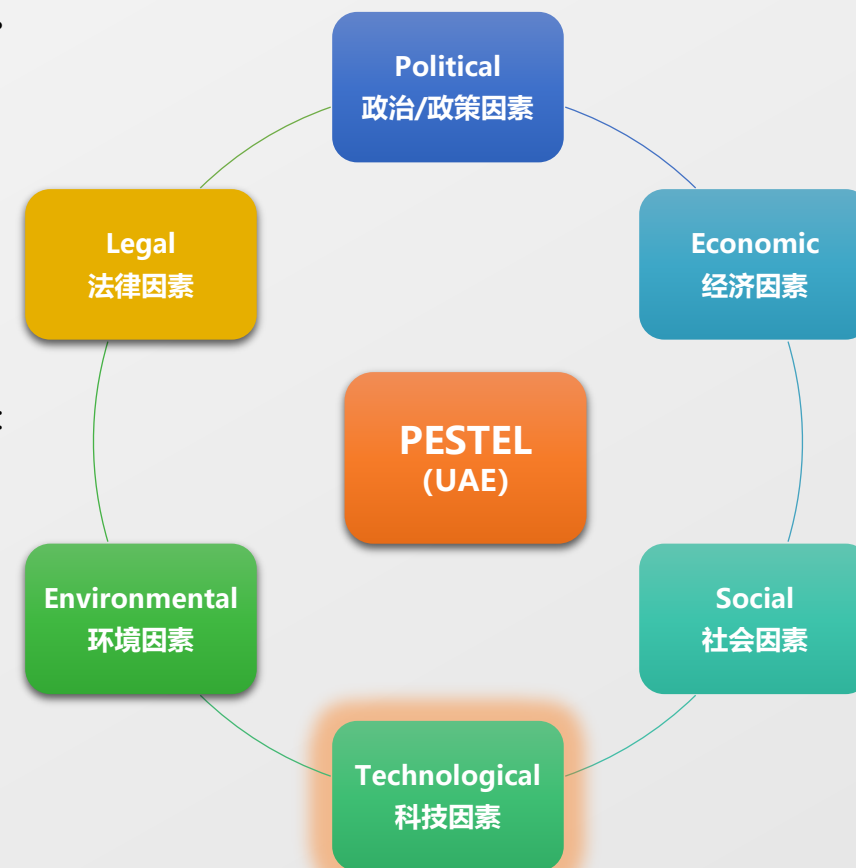 Political
政治/政策因素
Legal
法律因素
Economic
经济因素
PESTEL
(UAE)
Environmental
环境因素
Social
社会因素
Technological
科技因素